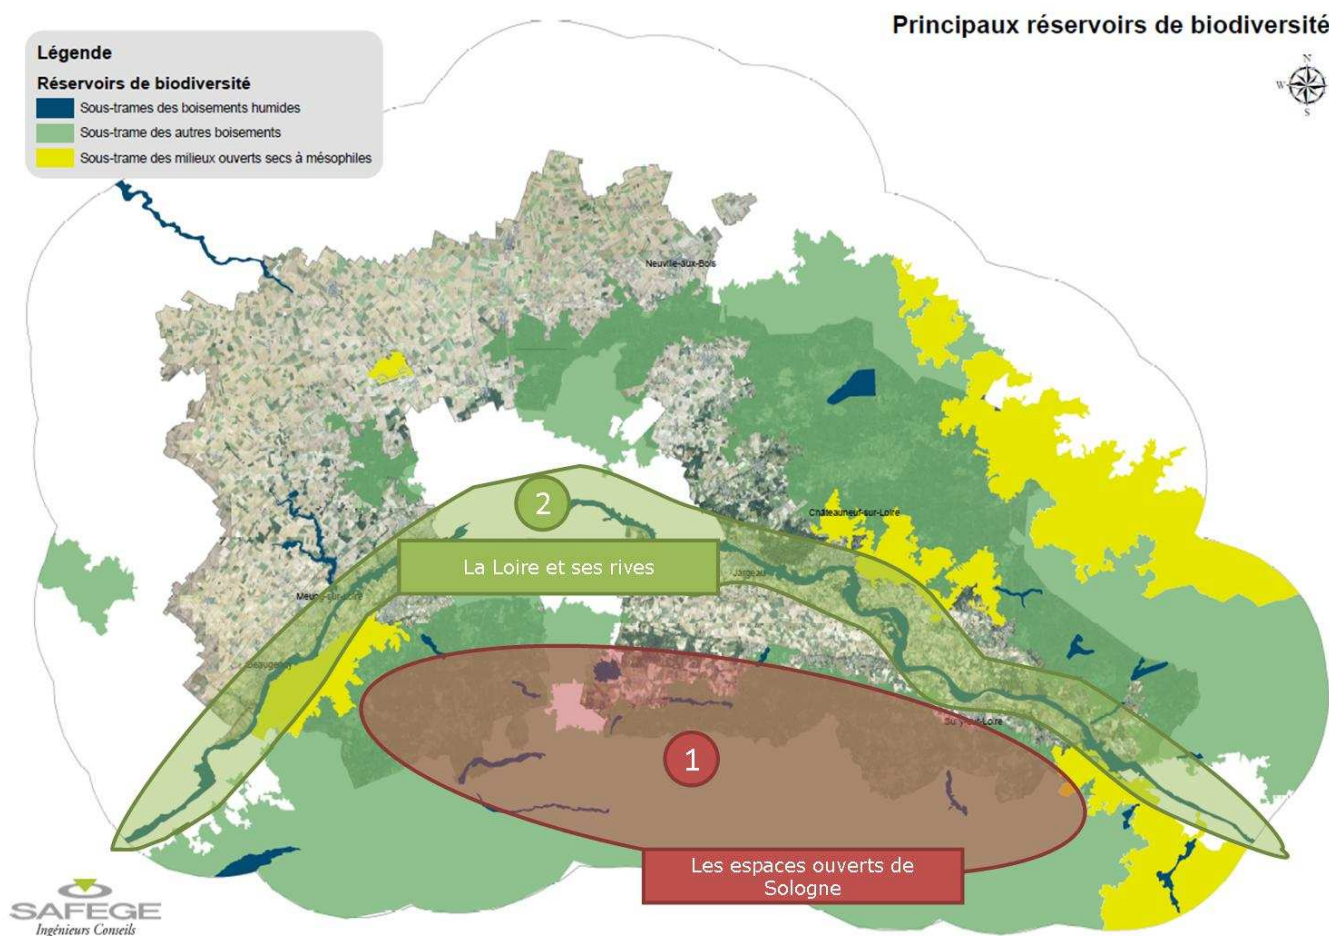 Principaux réservoirs de biodiversité
Légende
Réservoirs de biodiversité
Sous-trames des boisements humides
Sous-trame des autres boisements
Sous-trame des milieux ouverts secs à mésophiles
N
W
S
Neuville-aux-Bois
2
Châteauneuf-sur-Loire
La Loire et ses rives
Jargeau
Meung-sur-Loire
Beaugency
Sully-sur-Loire
1
Les espaces ouverts de
Sologne
SAFEGE
Ingénieurs Conseils